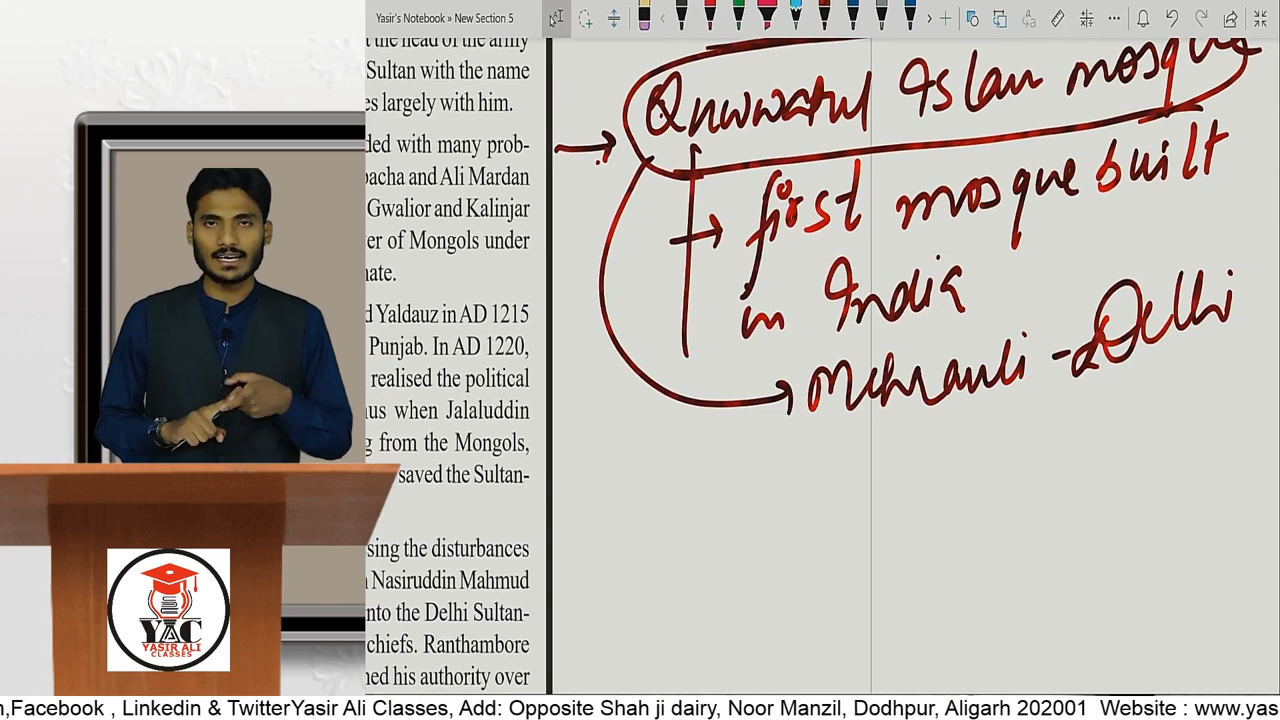 Yasir's Notebook » New Section 5
t the head of the army
Sultan with the name
es largely with him.
ded with many prob-
bacha and Ali Mardan
Gwalior and Kalinjar
er of Mongols under
nate.
d Yaldauz in AD 1215
Punjab. In AD 1220,
realised the political
us when Jalaluddin
g from the Mongols,
saved the Sultan-
sing the disturbances
n Nasiruddin Mahmud
nto the Delhi Sultan-
chiefs. Ranthambore
ned his authority over
Quwwatul Islam mosque
first mosque built
in India
Mehrauli - Delhi
YAC
YASIR ALI
CLASSES
n,Facebook , Linkedin & TwitterYasir Ali Classes, Add: Opposite Shah ji dairy, Noor Manzil, Dodhpur, Aligarh 202001 Website : www.yas